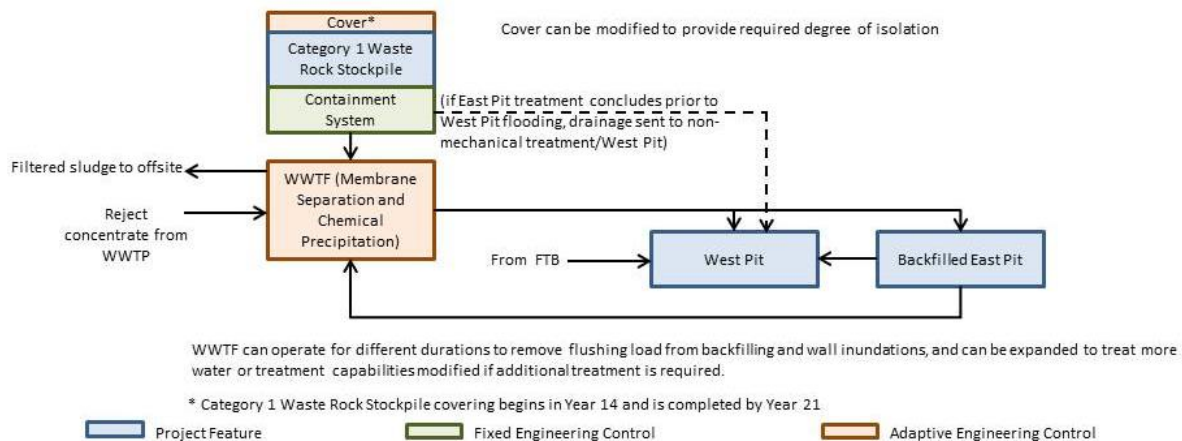 Cover*
Cover can be modified to provide required degree of isolation
Category 1 Waste
Rock Stockpile
Containment
System
(if East Pit treatment concludes prior to
West Pit flooding, drainage sent to non-
mechanical treatment/West Pit)
Filtered sludge to offsite
WWTF (Membrane
Separation and
Chemical
Precipitation)
Reject
concentrate from
WWTP
From FTB
West Pit
Backfilled East Pit
WWTF can operate for different durations to remove flushing load from backfilling and wall inundations, and can be expanded to treat more
water or treatment capabilities modified if additional treatment is required.
* Category 1 Waste Rock Stockpile covering begins in Year 14 and is completed by Year 21
Project Feature
Fixed Engineering Control
Adaptive Engineering Control